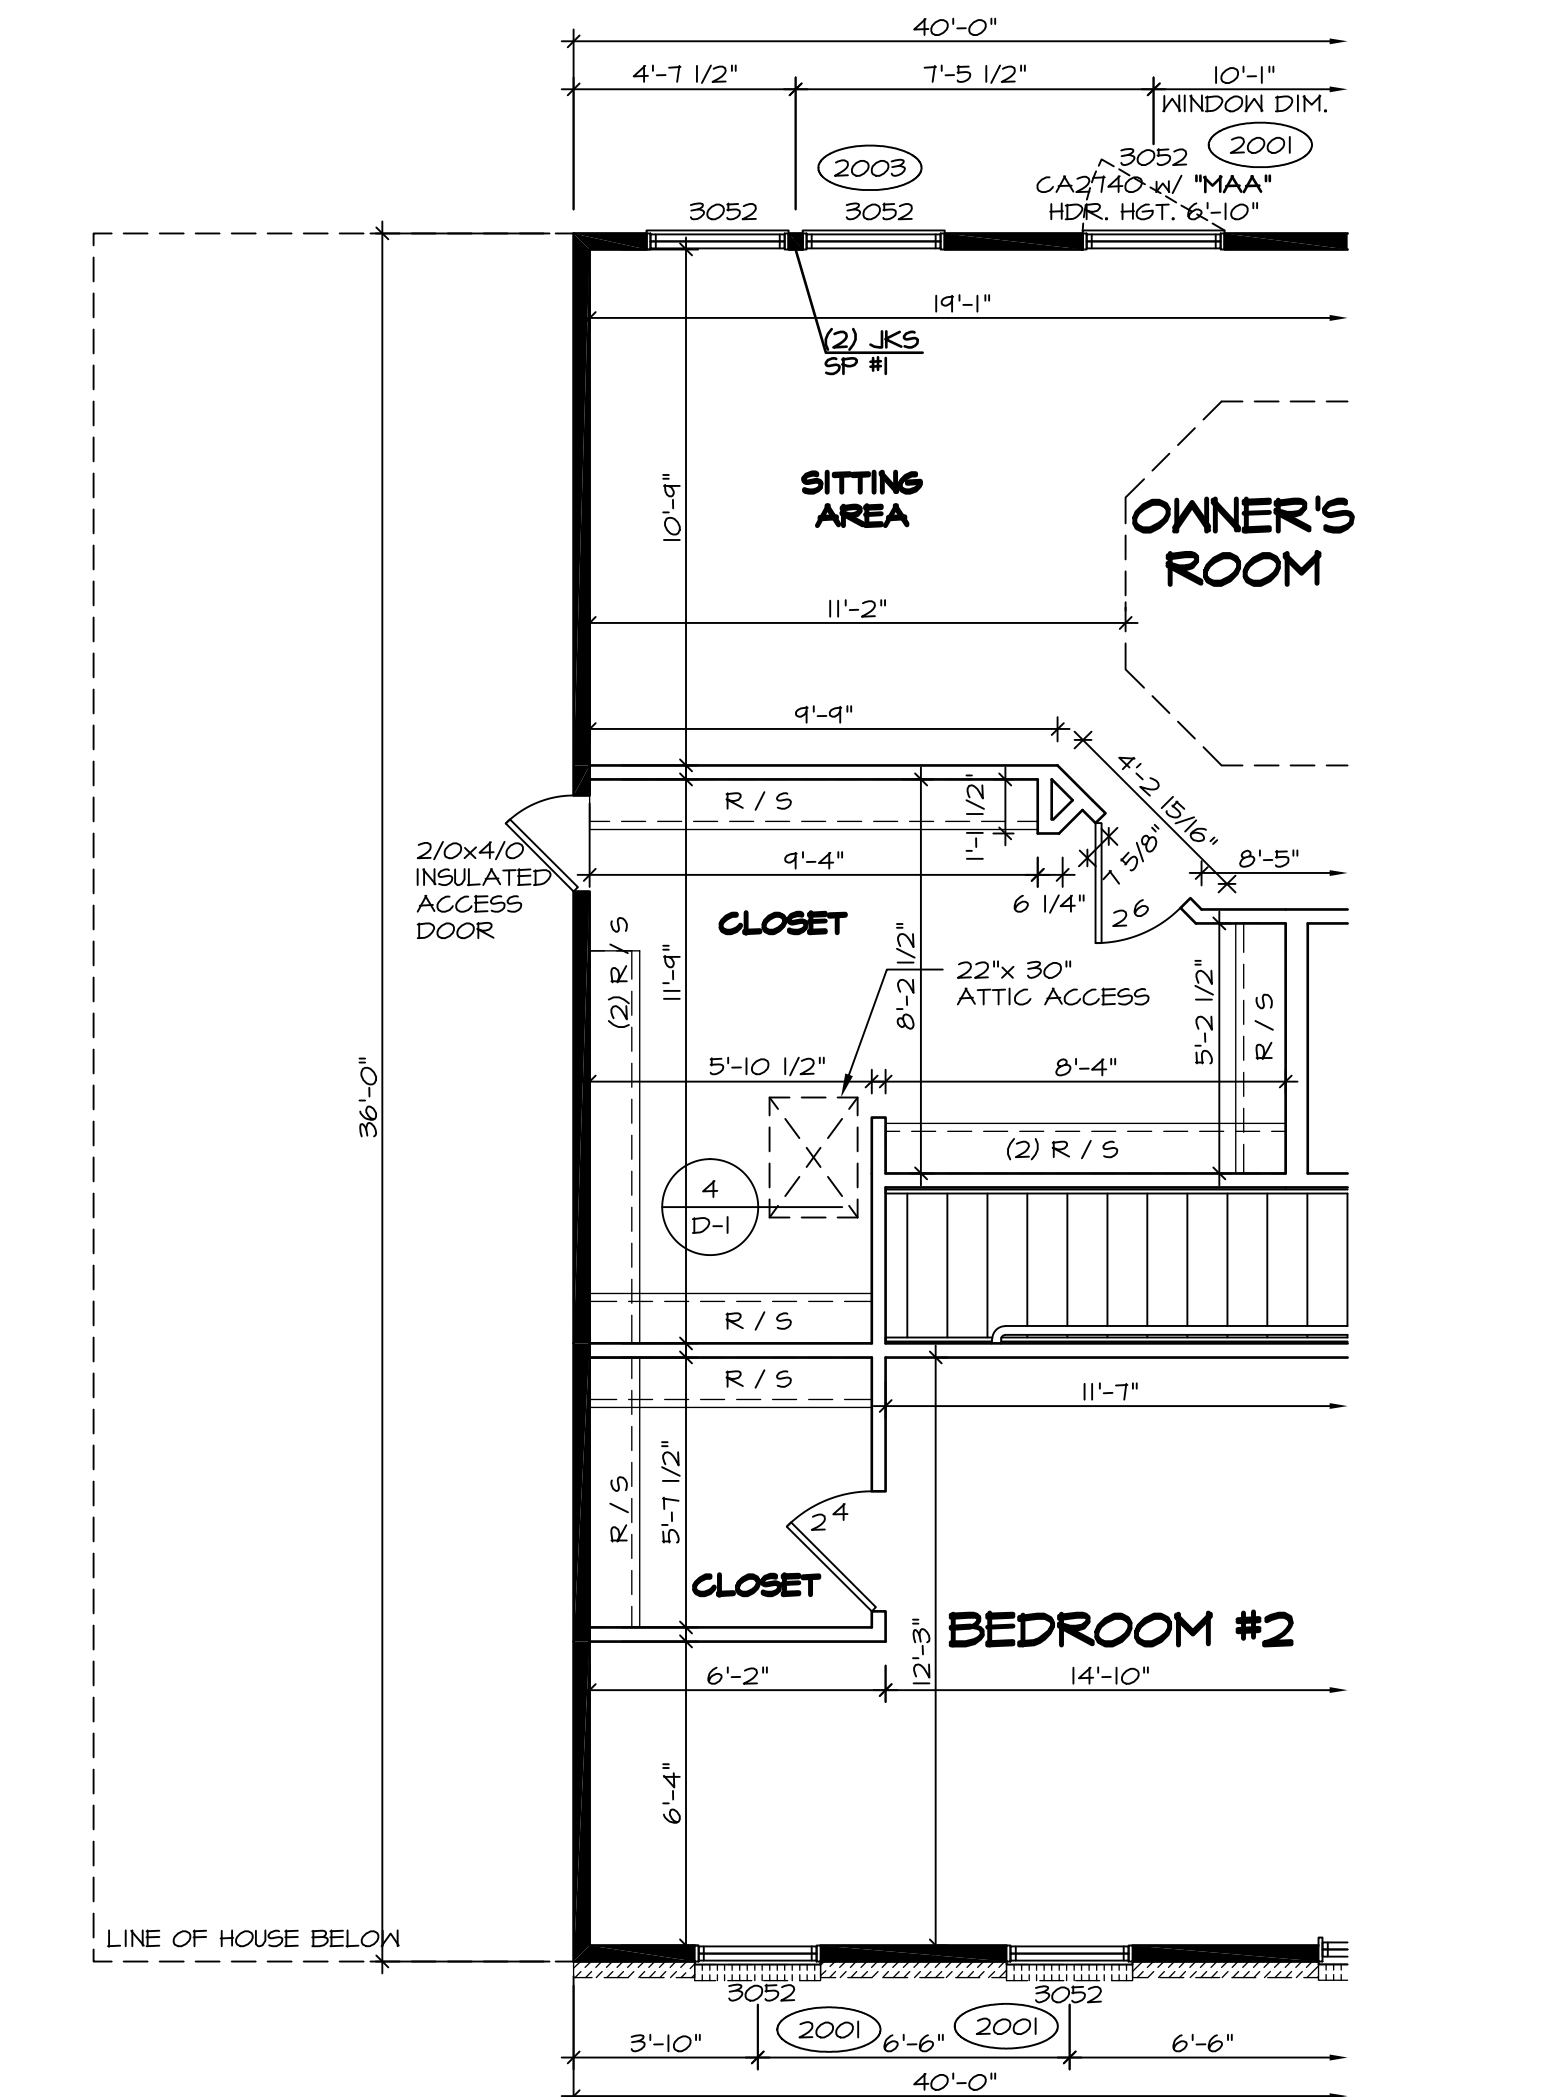 40'-0"
4'-7 1/2"
7'-5 1/2"
10'-1"
WINDOW DIM.
2003
3052
2001
CA2740 W/ "MAA"
HDR. HGT. 6'-10"
3052
3052
19'-1"
(2) JKS
SP #1
SITTING
AREA
OWNER'S
ROOM
10'-9"
11'-2"
9'-9"
4'-2 15/16"
R / S
1'-1 1/2"
7 5/8"
2/0x4/0
INSULATED
ACCESS
DOOR
9'-4"
8'-5"
6 1/4"
2 6
CLOSET
(2) R / S
11'-9"
8'-2 1/2"
22"x 30"
ATTIC ACCESS
5'-2 1/2"
R / S
5'-10 1/2"
8'-4"
36'-0"
(2) R / S
4
D-1
R / S
R / S
11'-7"
R / S
5'-7 1/2"
2 4
CLOSET
BEDROOM #2
12'-3"
6'-2"
14'-10"
6'-4"
LINE OF HOUSE BELOW
3052
3052
2001
2001
3'-10"
6'-6"
6'-6"
40'-0"